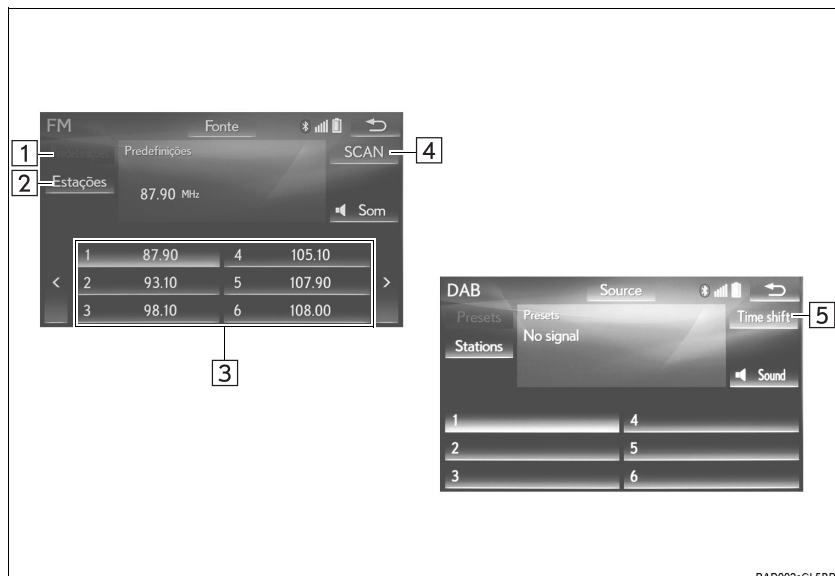 FM
Fonte
1
Predefinições
SCAN
4
2
Estações
87.90 MHz
Som
1 87.90 4 105.10
< 2 93.10 5 107.90 >
3 98.10 6 108.00
3
DAB
Source
Presets
Presets
Time shift
5
No signal
Stations
Sound
1 4
2 5
3 6